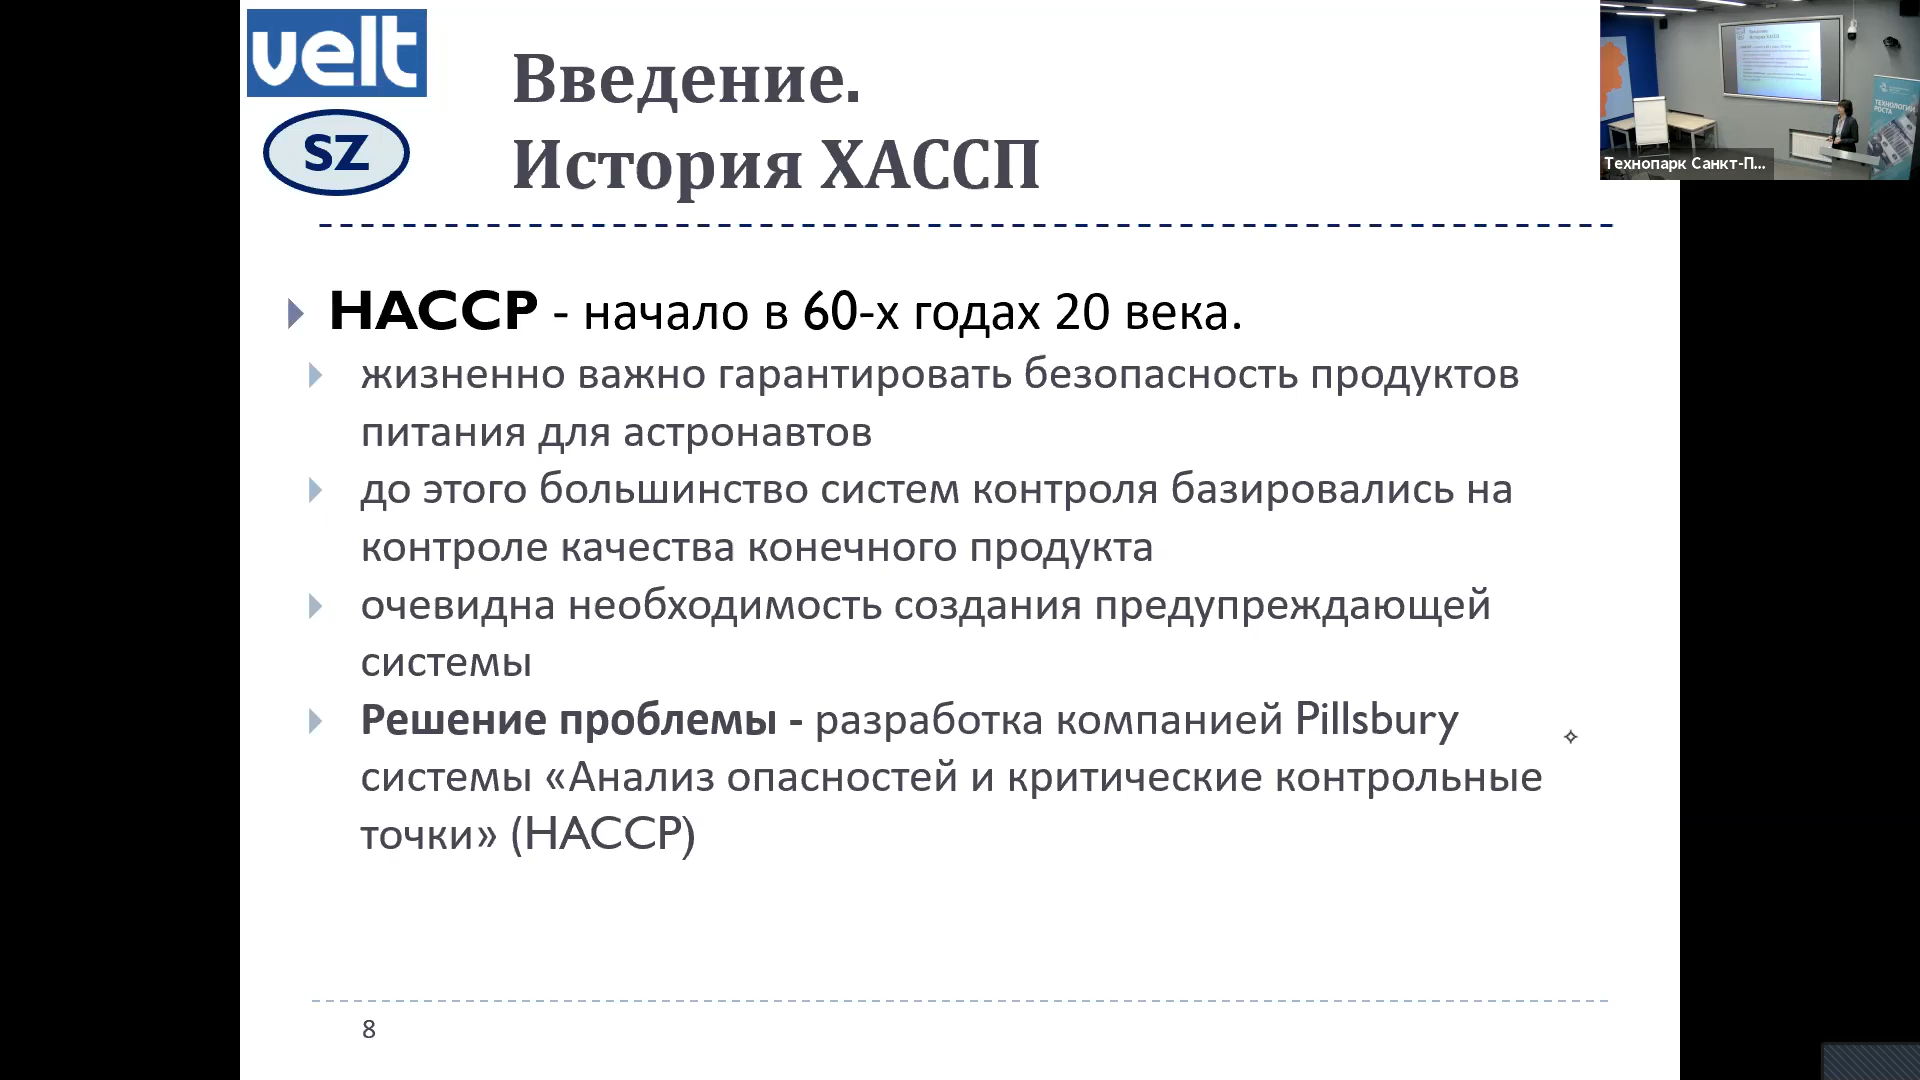 velt
SZ
Введение.
История ХАССП
HACCP - начало в 60-х годах 20 века.
жизненно важно гарантировать безопасность продуктов
питания для астронавтов
до этого большинство систем контроля базировались на
контроле качества конечного продукта
очевидна необходимость создания предупреждающей
системы
Решение проблемы - разработка компанией Pillsbury
системы «Анализ опасностей и критические контрольные
точки» (HACCP)
8
Технопарк Санкт-П...
ТЕХНОЛОГИИ
РОСТА